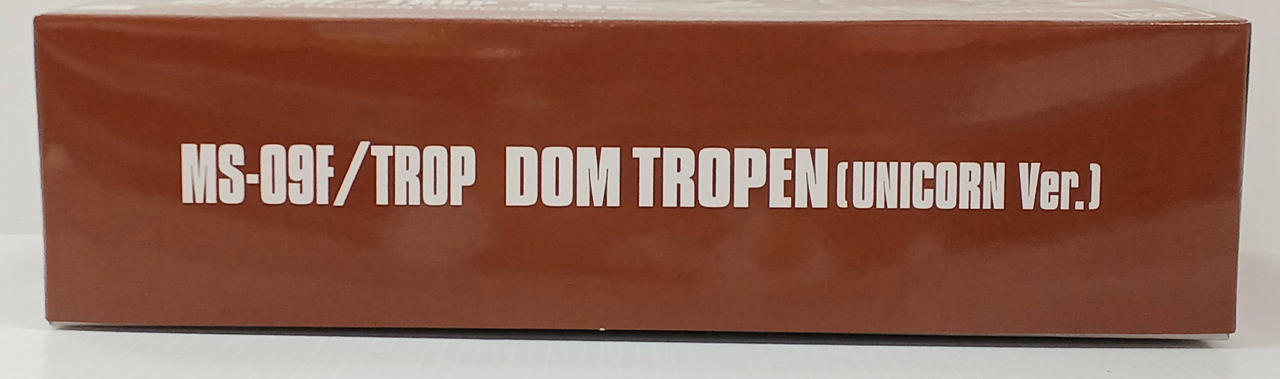 MS-09F/TROP DOM TROPEN (UNICORN Ver.)